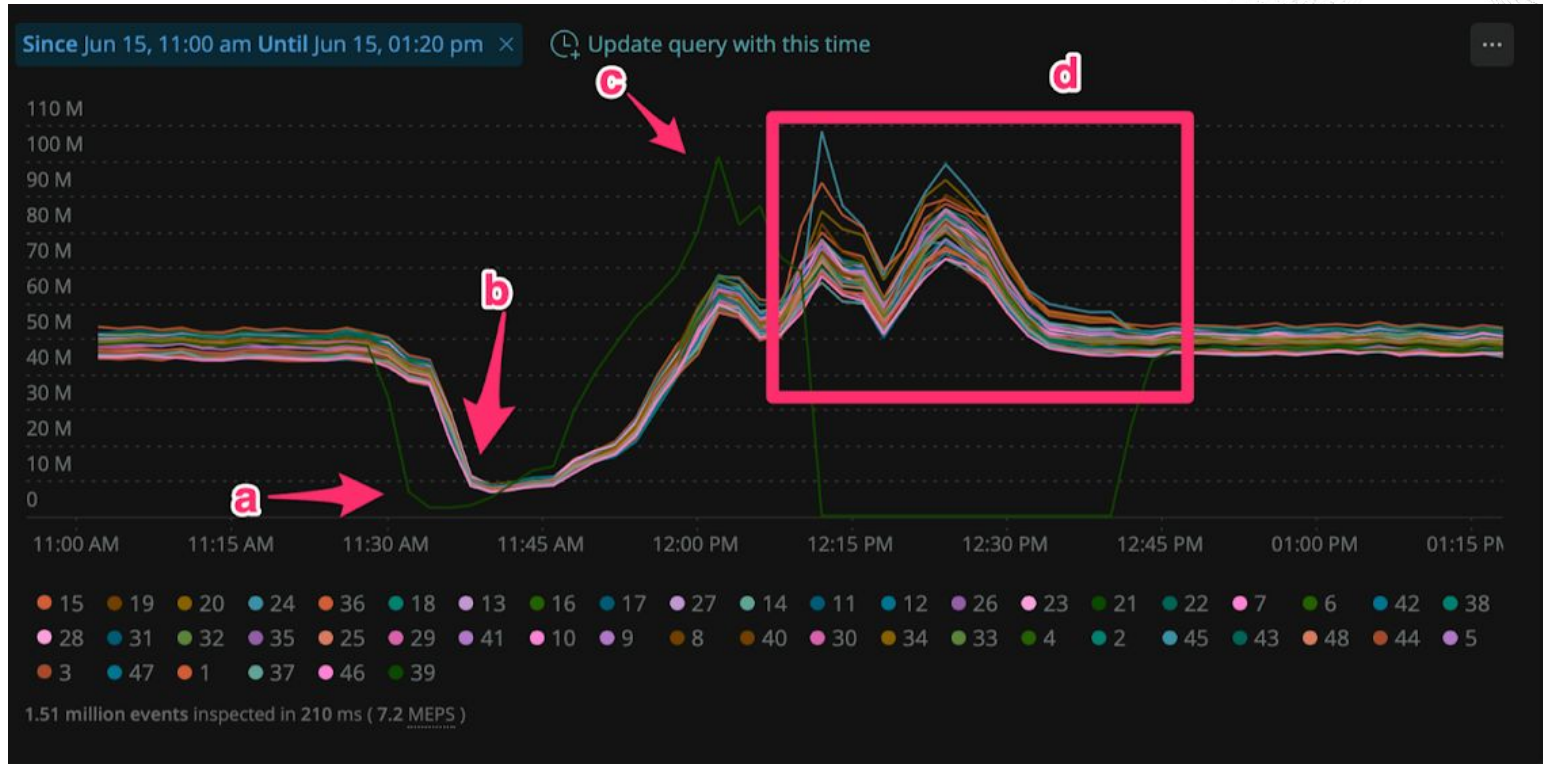 Since Jun 15, 11:00 am Until Jun 15, 01:20 pm × Update query with this time ...
c
d
110 M
100 M
90 M
80 M
70 M
60 M
b
50 M
40 M
30 M
20 M
10 M
a
0
11:00 AM 11:15 AM 11:30 AM 11:45 AM 12:00 PM 12:15 PM 12:30 PM 12:45 PM 01:00 PM 01:15 PM
15 19 20 24 36 18 13 16 17 27 14 11 12 26 23 21 22 7 6 42 38
28 31 32 35 25 29 41 10 9 8 40 30 34 33 4 2 45 43 48 44 5
3 47 1 37 46 39
1.51 million events inspected in 210 ms ( 7.2 MEPS )